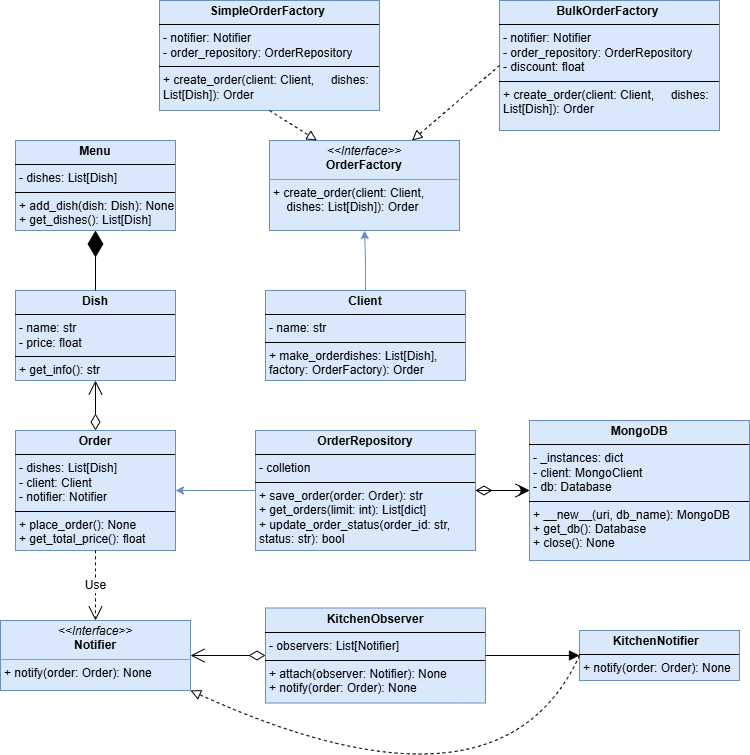 SimpleOrderFactory
- notifier: Notifier
- order_repository: OrderRepository
+ create_order(client: Client, dishes:
List[Dish]): Order
BulkOrderFactory
- notifier: Notifier
- order_repository: OrderRepository
- discount: float
+ create_order(client: Client, dishes:
List[Dish]): Order
Menu
- dishes: List[Dish]
+ add_dish(dish: Dish): None
+ get_dishes(): List[Dish]
<<Interface>>
OrderFactory
+ create_order(client: Client,
dishes: List[Dish]): Order
Dish
- name: str
- price: float
+ get_info(): str
Client
- name: str
+ make_orderdishes: List[Dish],
factory: OrderFactory): Order
Order
- dishes: List[Dish]
- client: Client
- notifier: Notifier
+ place_order(): None
+ get_total_price(): float
OrderRepository
- colletion
+ save_order(order: Order): str
+ get_orders(limit: int): List[dict]
+ update_order_status(order_id: str,
status: str): bool
MongoDB
- _instances: dict
- client: MongoClient
- db: Database
+ __new__(uri, db_name): MongoDB
+ get_db(): Database
+ close(): None
Use
<<Interface>>
Notifier
+ notify(order: Order): None
KitchenObserver
- observers: List[Notifier]
+ attach(observer: Notifier): None
+ notify(order: Order): None
KitchenNotifier
+ notify(order: Order): None